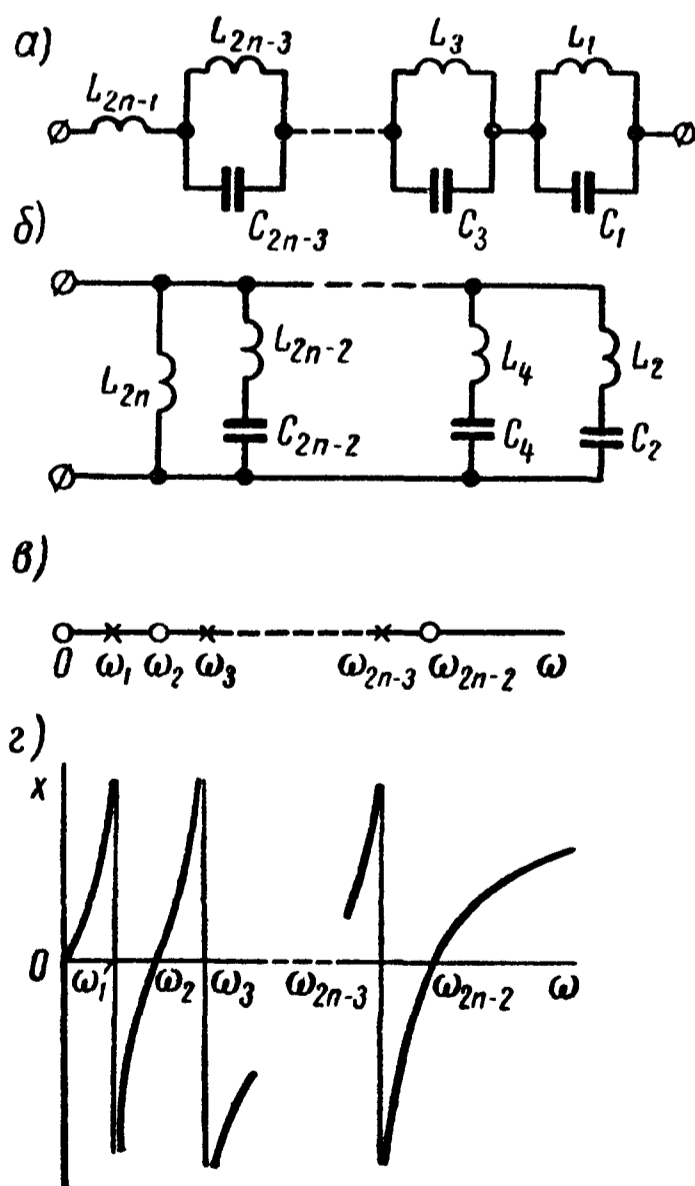 а)
L₂ₙ₋₁ L₂ₙ₋₃ L₃ L₁
C₂ₙ₋₃ C₃ C₁
б)
L₂ₙ L₂ₙ₋₂ L₄ L₂
C₂ₙ₋₂ C₄ C₂
в)
0 ω₁ ω₂ ω₃ ω₂ₙ₋₃ ω₂ₙ₋₂ ω
г)
x
0 ω₁ ω₂ ω₃ ω₂ₙ₋₃ ω₂ₙ₋₂ ω